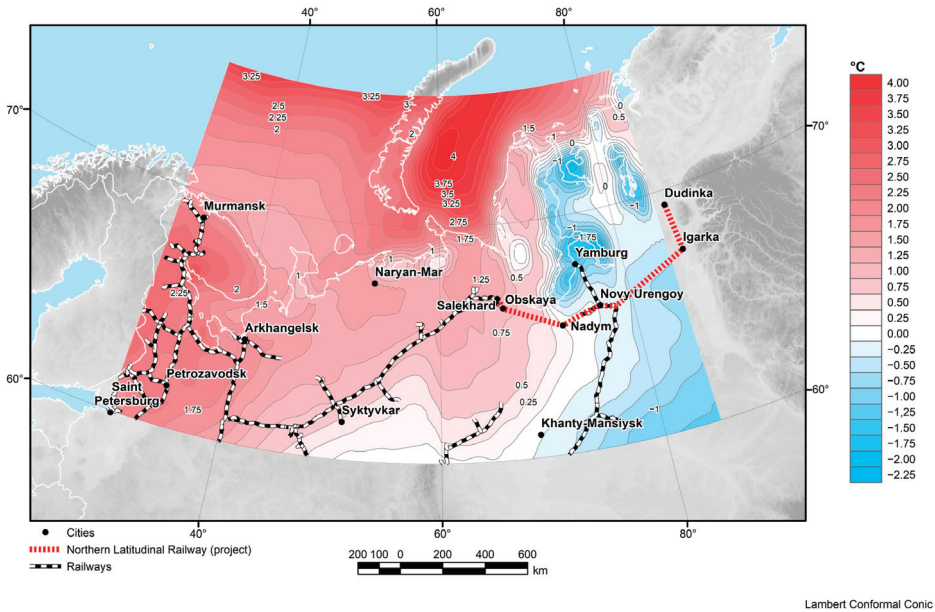 40° 60° 80°
°C
3.25
3.25
3
4.00
70°
2.5
2.25
2
2
0
0.5
1.5
−1
0
3.75
3.50
70°
3.25
4
3.00
−1
2.75
0
3.75
3.5
3.25
−1
2.50
2.25
Dudinka
Murmansk
2.75
2.00
1.75
−1
−1.75
1.75
Igarka
1.50
Yamburg
1
1
1.25
Naryan-Mar
1
1
0.5
1.00
2.25
2
1.25
0.75
Obskaya
Novy Urengoy
0.50
1.5
Salekhard
0.25
Arkhangelsk
0.75
Nadym
0.00
−0.25
−0.50
60°
Petrozavodsk
0.5
−0.75
Saint
Petersburg
60°
−1.00
1.75
Syktyvkar
0.25
−1
−1.25
Khanty-Mansiysk
−1.50
−1.75
−2.00
−2.25
40° 60° 80°
Cities
Northern Latitudinal Railway (project)
Railways
200 100 0 200 400 600
km
Lambert Conformal Conic